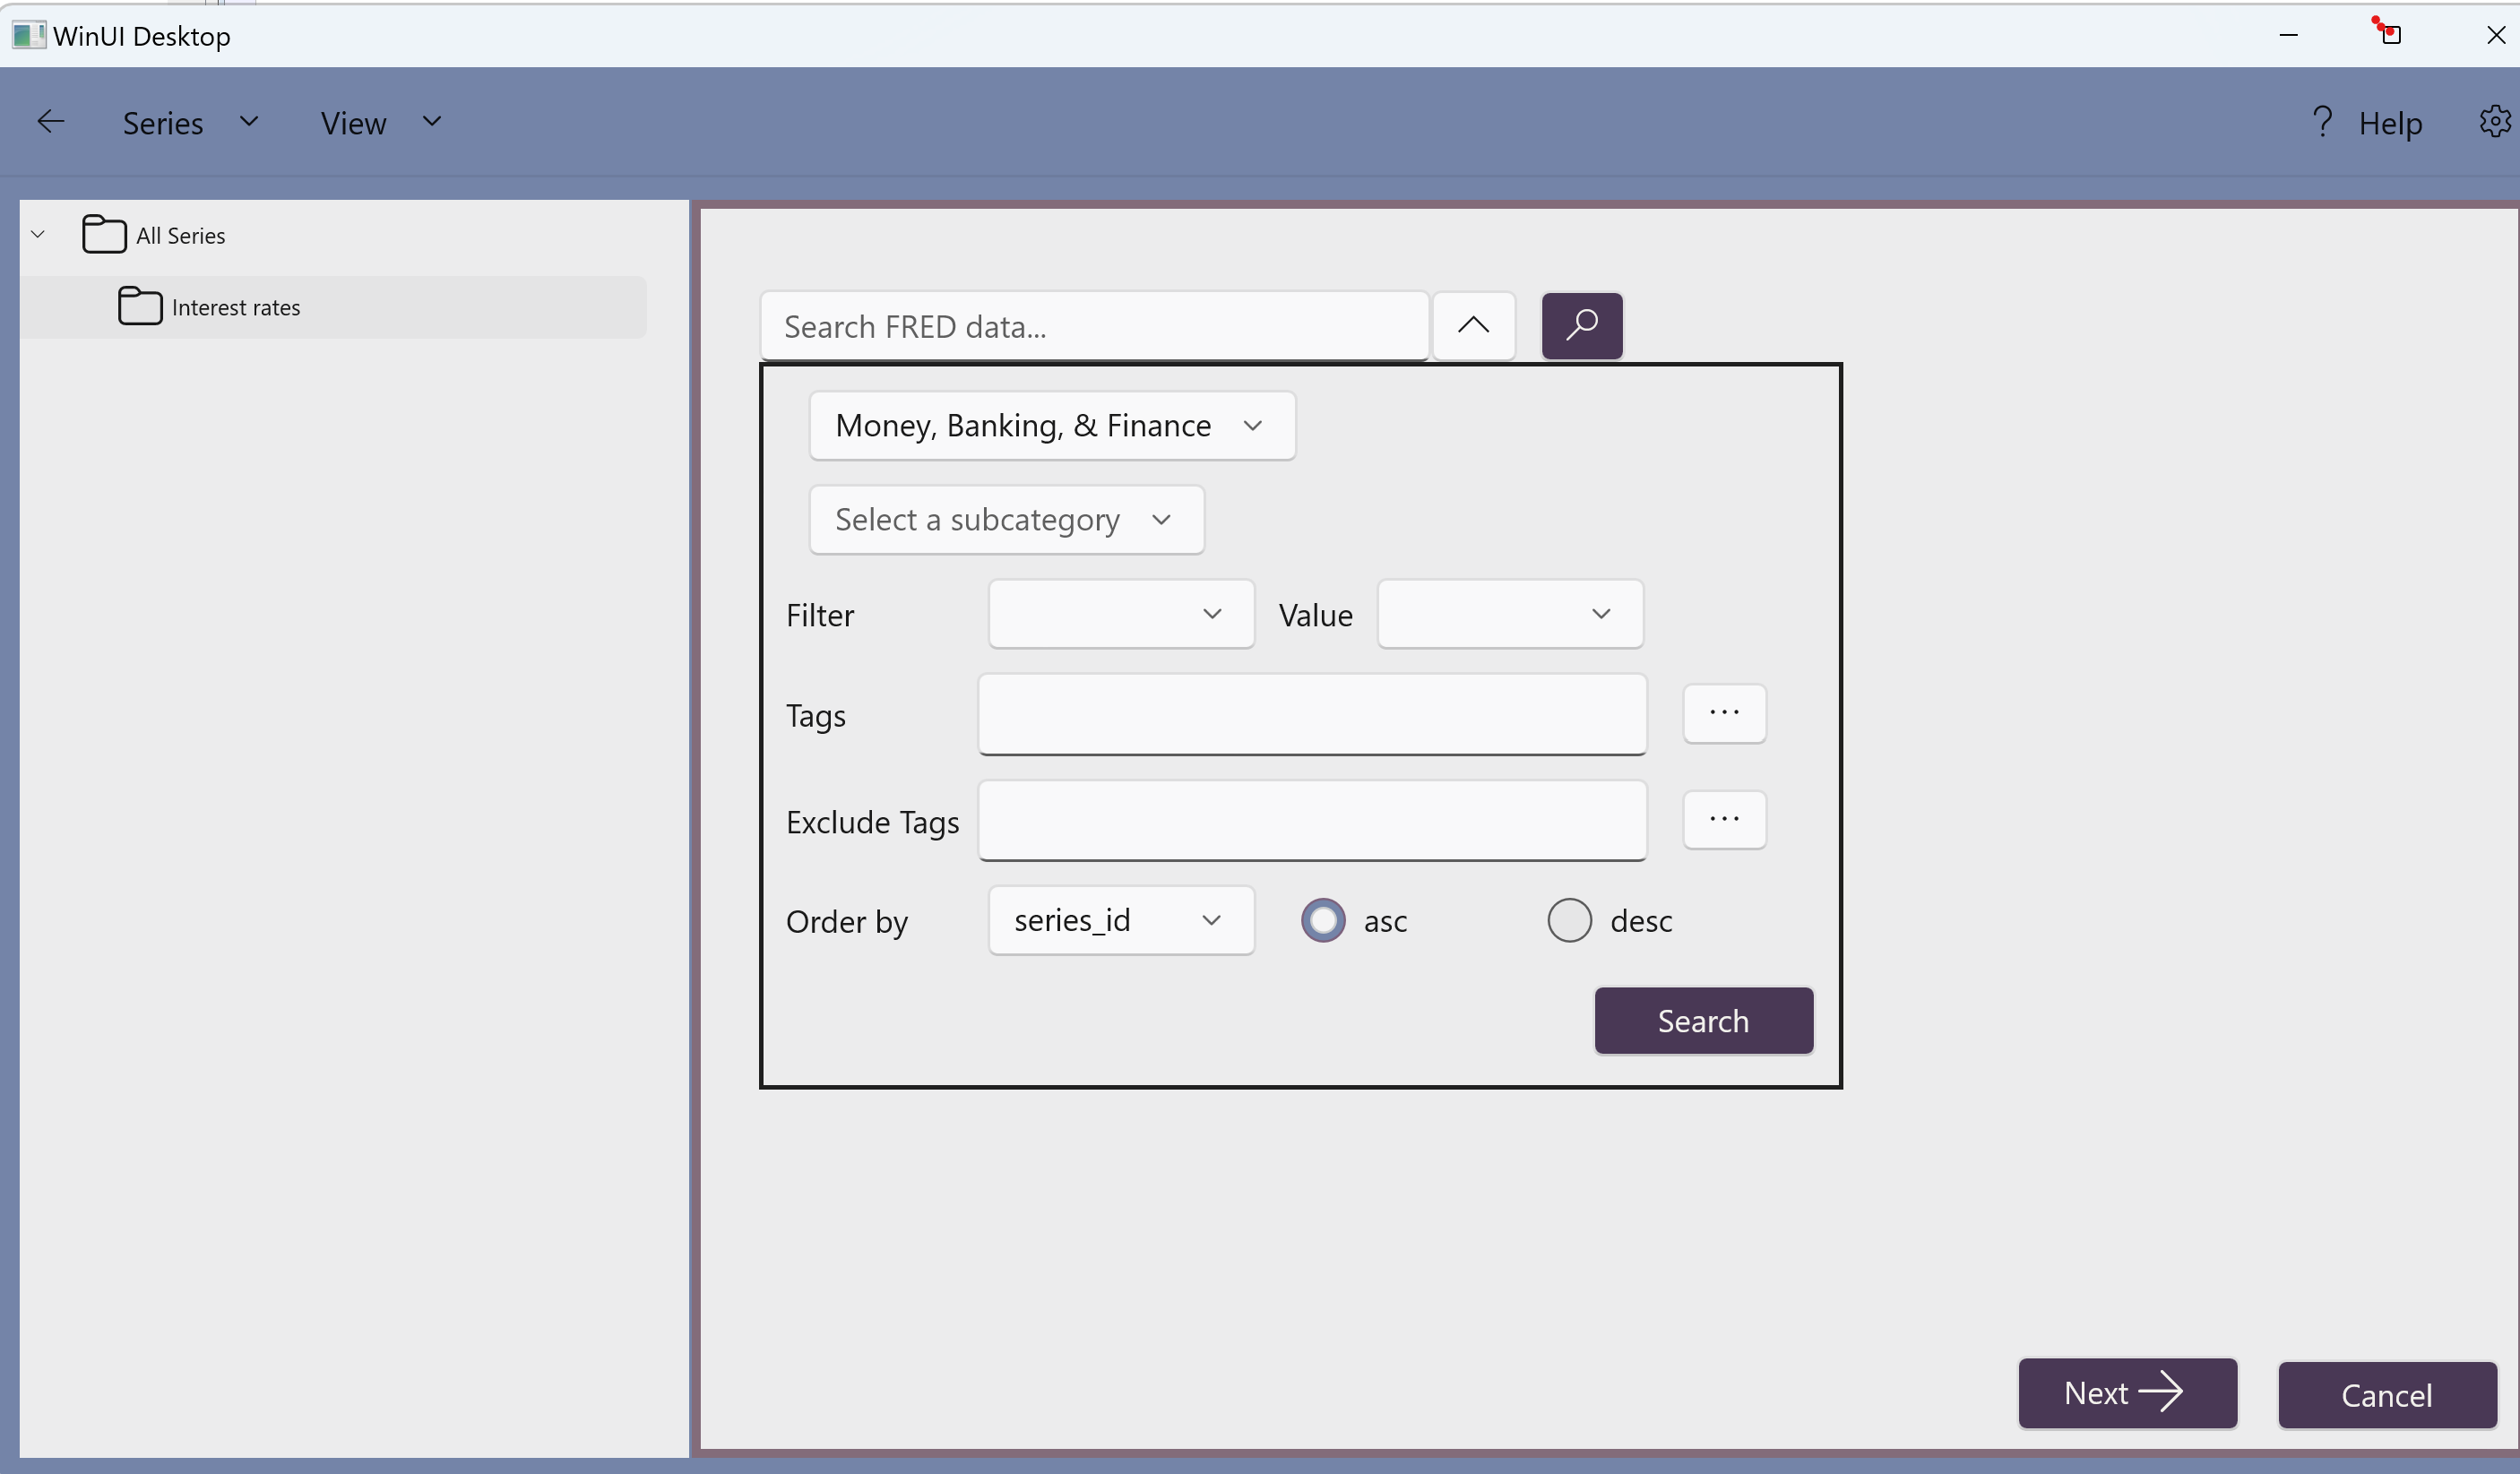 WinUI Desktop
Series View ? Help
All Series
Interest rates
Search FRED data...
Money, Banking, & Finance
Select a subcategory
Filter Value
Tags ...
Exclude Tags ...
Order by series_id asc desc
Search
Next Cancel